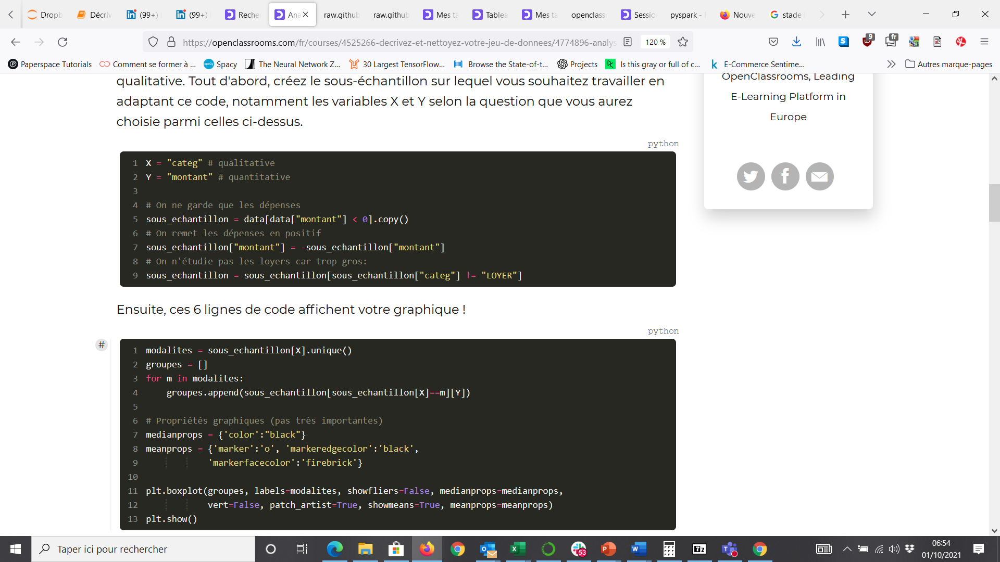 Dropb
Décriv
(99+)
(99+)
Reche
Ana
raw.github
raw.github
Mes ta
Tablea
Mes ta
openclass
Sessio
pyspark -
Nouve
stade
https://openclassrooms.com/fr/courses/4525266-decrivez-et-nettoyez-votre-jeu-de-donnees/4774896-analys
120 %
9
fr
Paperspace Tutorials
Comment se former à ...
Spacy
The Neural Network Z...
30 Largest TensorFlow...
Browse the State-of-t...
Projects
Is this gray or full of c...
E-Commerce Sentime...
Autres marque-pages
qualitative. Tout d'abord, créez le sous-échantillon sur lequel vous souhaitez travailler en
adaptant ce code, notamment les variables X et Y selon la question que vous aurez
choisie parmi celles ci-dessus.
OpenClassrooms, Leading
E-Learning Platform in
Europe
python
1 X = "categ" # qualitative
2 Y = "montant" # quantitative
3
4 # On ne garde que les dépenses
5 sous_echantillon = data[data["montant"] < 0].copy()
6 # On remet les dépenses en positif
7 sous_echantillon["montant"] = -sous_echantillon["montant"]
8 # On n'étudie pas les loyers car trop gros:
9 sous_echantillon = sous_echantillon[sous_echantillon["categ"] != "LOYER"]
Ensuite, ces 6 lignes de code affichent votre graphique !
python
#
1 modalites = sous_echantillon[X].unique()
2 groupes = []
3 for m in modalites:
4     groupes.append(sous_echantillon[sous_echantillon[X]==m][Y])
5
6 # Propriétés graphiques (pas très importantes)
7 medianprops = {'color':"black"}
8 meanprops = {'marker':'o', 'markeredgecolor':'black',
9             'markerfacecolor':'firebrick'}
10
11 plt.boxplot(groupes, labels=modalites, showfliers=False, medianprops=medianprops,
12             vert=False, patch_artist=True, showmeans=True, meanprops=meanprops)
13 plt.show()
Taper ici pour rechercher
53
06:54
01/10/2021